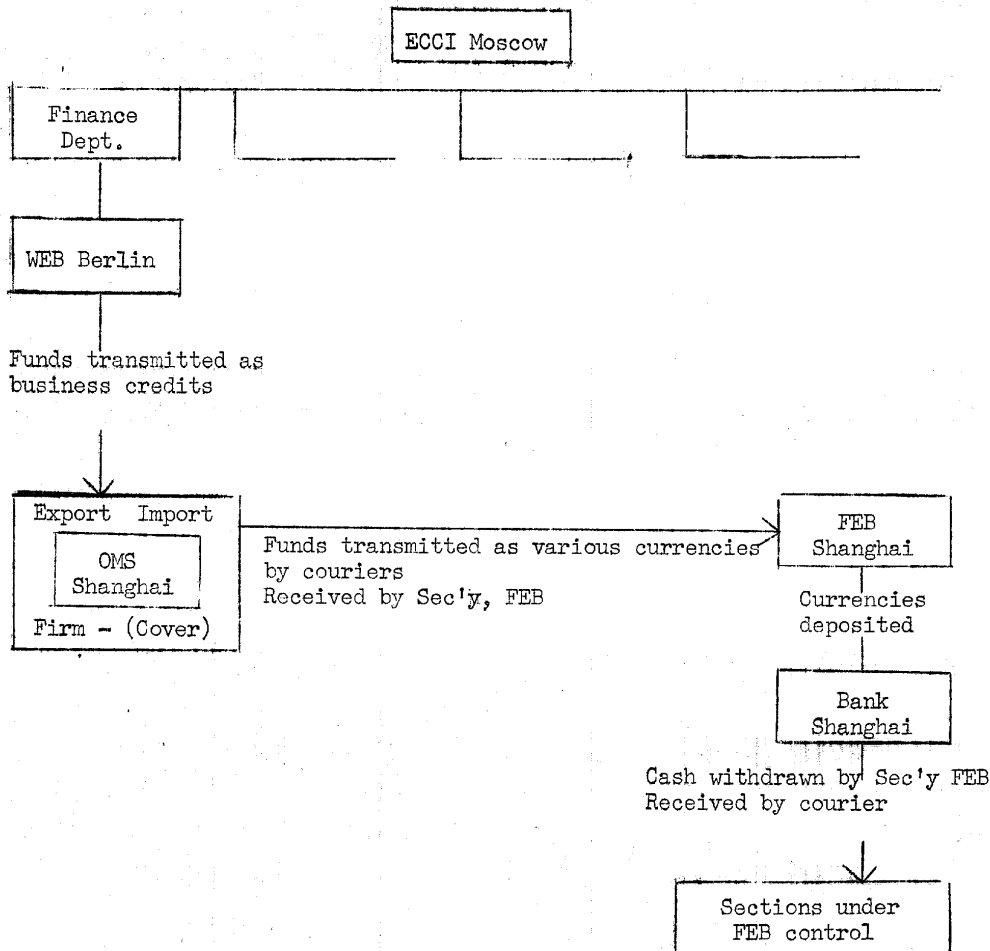 ECCI Moscow
Finance
Dept.
WEB Berlin
Funds transmitted as
business credits
Export Import
OMS
Shanghai
Firm - (Cover)
Funds transmitted as various currencies
by couriers
Received by Sec'y, FEB
FEB
Shanghai
Currencies
deposited
Bank
Shanghai
Cash withdrawn by Sec'y FEB
Received by courier
Sections under
FEB control